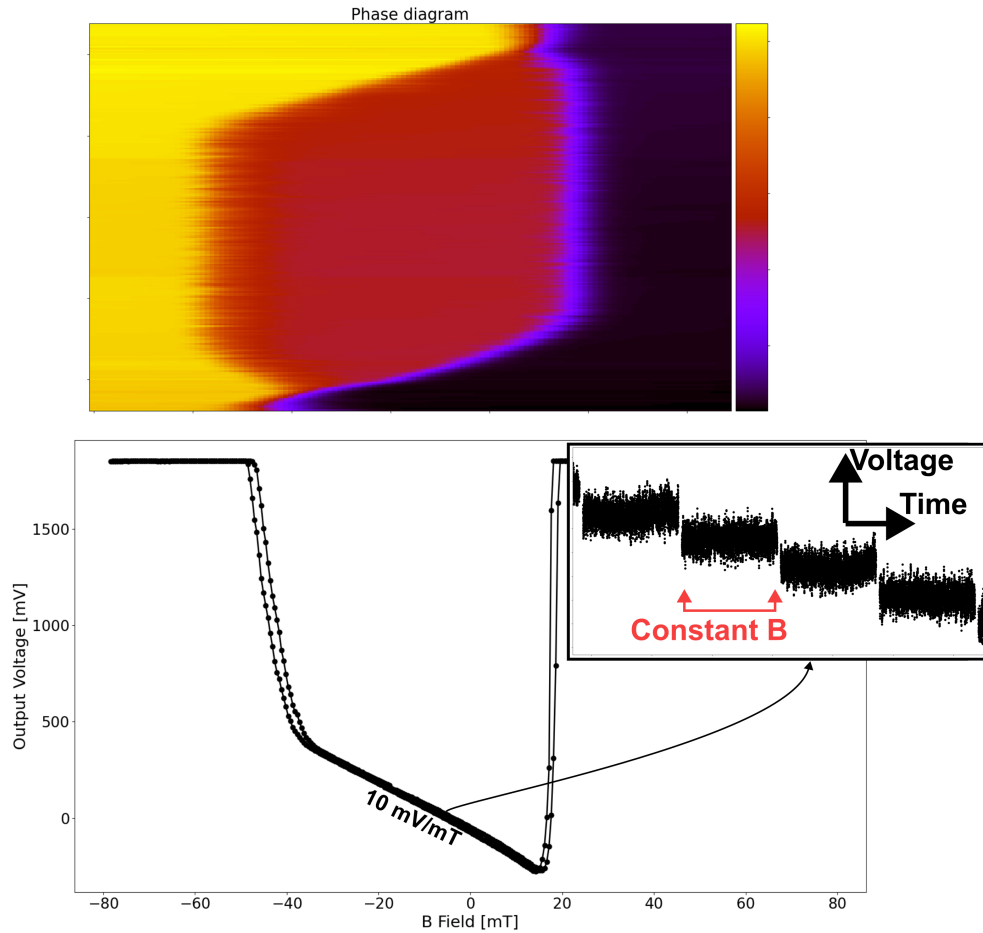 Phase diagram
Voltage
Time
Constant B
10 mV/mT
1500
1000
500
0
Output Voltage [mV]
−80 −60 −40 −20 0 20 40 60 80
B Field [mT]